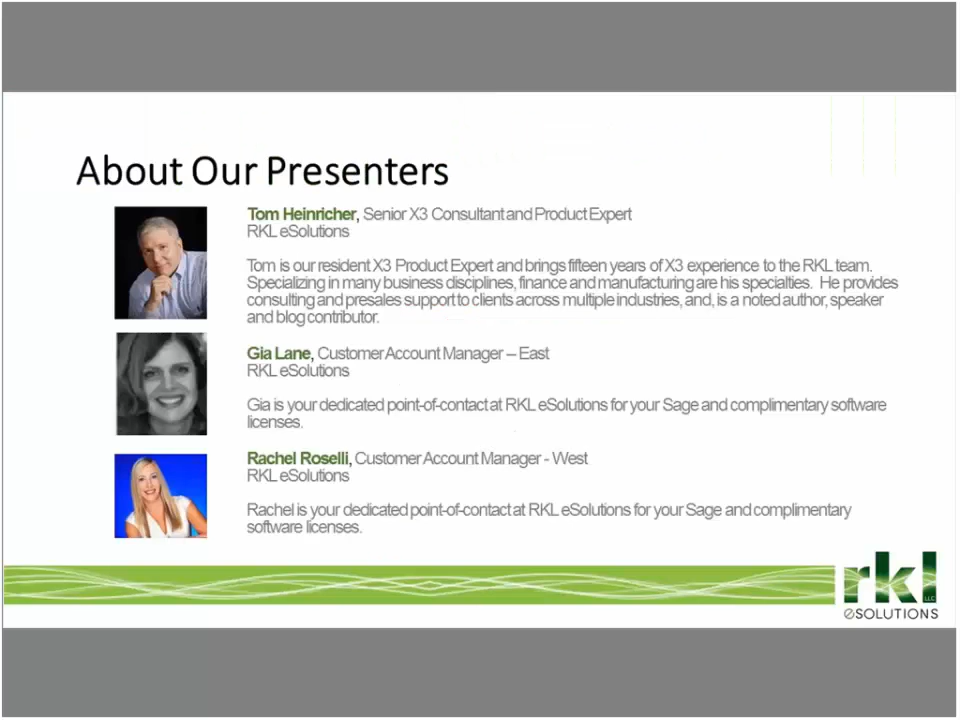 About Our Presenters
Tom Heinricher, Senior X3 Consultant and Product Expert
RKL eSolutions
Tom is our resident X3 Product Expert and brings fifteen years of X3 experience to the RKL team.
Specializing in many business disciplines, finance and manufacturing are his specialties. He provides
consulting and presales support to clients across multiple industries, and, is a noted author, speaker
and blog contributor.
Gia Lane, Customer Account Manager – East
RKL eSolutions
Gia is your dedicated point-of-contact at RKL eSolutions for your Sage and complimentary software
licenses.
Rachel Roselli, Customer Account Manager - West
RKL eSolutions
Rachel is your dedicated point-of-contact at RKL eSolutions for your Sage and complimentary
software licenses.
rkl
LLC
eSOLUTIONS